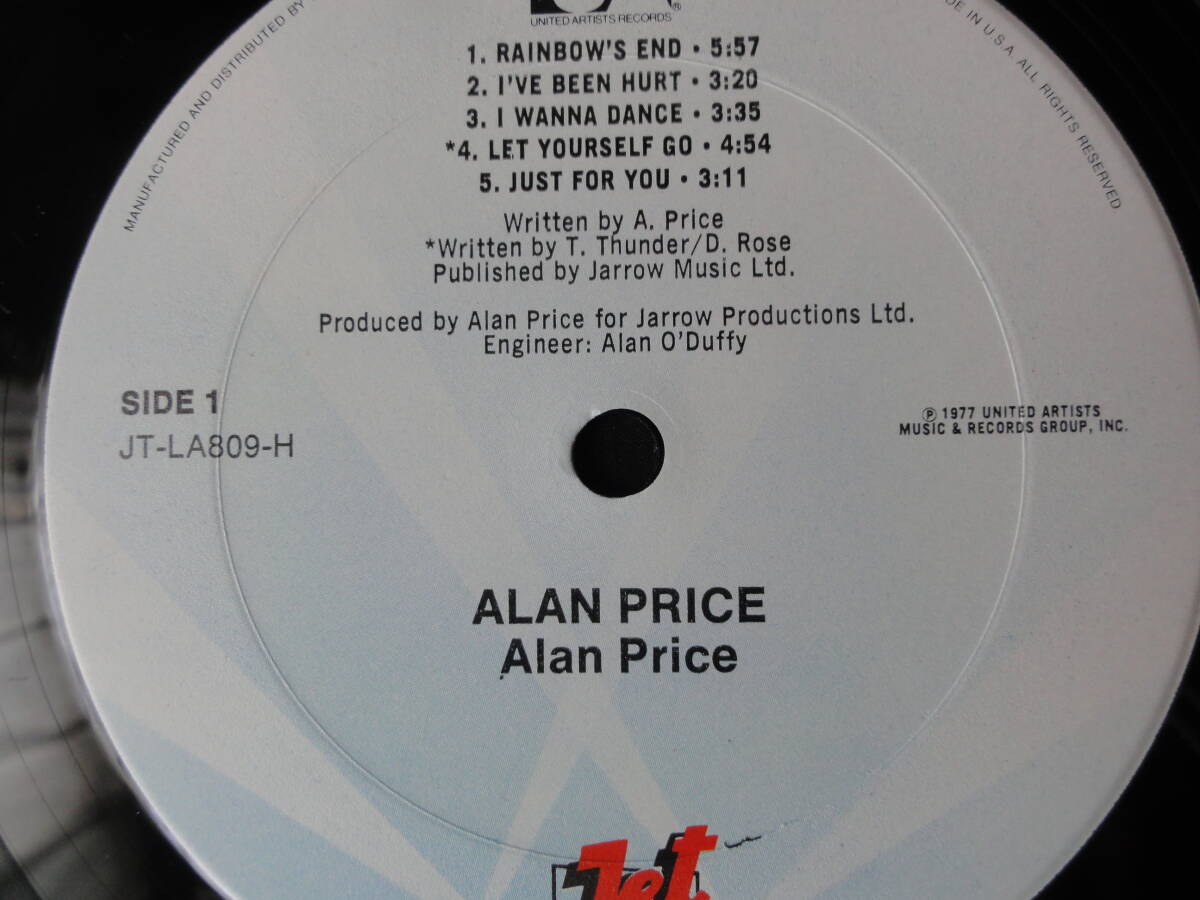 UNITED ARTISTS RECORDS®
1. RAINBOW'S END • 5:57
2. I'VE BEEN HURT • 3:20
3. I WANNA DANCE • 3:35
*4. LET YOURSELF GO • 4:54
5. JUST FOR YOU • 3:11
Written by A. Price
*Written by T. Thunder/D. Rose
Published by Jarrow Music Ltd.
Produced by Alan Price for Jarrow Productions Ltd.
Engineer: Alan O'Duffy
MANUFACTURED AND DISTRIBUTED BY
IN U.S.A. ALL RIGHTS RESERVED
SIDE 1
JT-LA809-H
℗ 1977 UNITED ARTISTS
MUSIC & RECORDS GROUP, INC.
ALAN PRICE
Alan Price
Jet